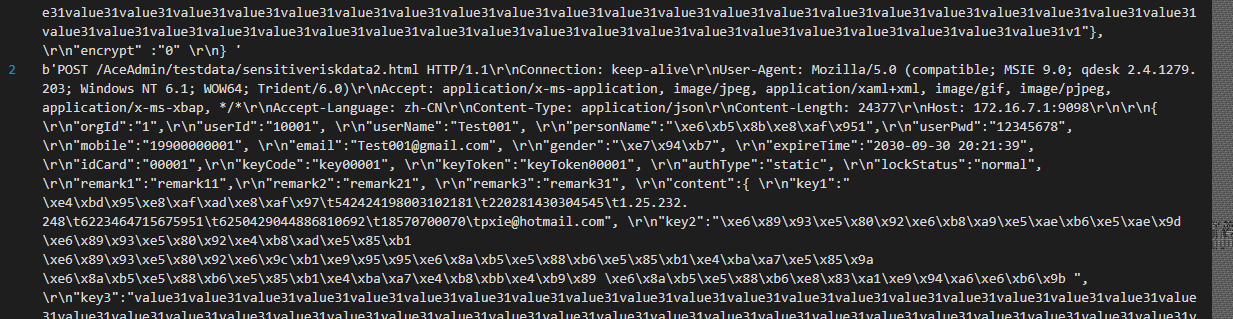 e31value31value31value31value31value31value31value31value31value31value31value31value31value31value31value31value31value31value31
value31value31value31value31value31value31value31value31value31value31value31value31value31value31value31value31value31v1"},
\r\n"encrypt" :"0" \r\n} '
2 b'POST /AceAdmin/testdata/sensitiveriskdata2.html HTTP/1.1\r\nConnection: keep-alive\r\nUser-Agent: Mozilla/5.0 (compatible; MSIE 9.0; qdesk 2.4.1279.
203; Windows NT 6.1; WOW64; Trident/6.0)\r\nAccept: application/x-ms-application, image/jpeg, application/xaml+xml, image/gif, image/pjpeg,
application/x-ms-xbap, */*\r\nAccept-Language: zh-CN\r\nContent-Type: application/json\r\nContent-Length: 24377\r\nHost: 172.16.7.1:9098\r\n\r\n{
\r\n"orgId":"1",\r\n"userId":"10001", \r\n"userName":"Test001", \r\n"personName":"\xe6\xb5\x8b\xe8\xaf\x951",\r\n"userPwd":"12345678",
\r\n"mobile":"19900000001", \r\n"email":"Test001@gmail.com", \r\n"gender":"\xe7\x94\xb7", \r\n"expireTime":"2030-09-30 20:21:39",
\r\n"idCard":"00001",\r\n"keyCode":"key00001", \r\n"keyToken":"keyToken00001", \r\n"authType":"static", \r\n"lockStatus":"normal",
\r\n"remark1":"remark11",\r\n"remark2":"remark21", \r\n"remark3":"remark31", \r\n"content":{ \r\n"key1":"
\xe4\xbd\x95\xe8\xaf\xad\xe8\xaf\x97\t542424198003102181\t220281430304545\t1.25.232.
248\t6223464715675951\t6250429044886810692\t18570700070\tpxie@hotmail.com", \r\n"key2":"\xe6\x89\x93\xe5\x80\x92\xe6\xb8\xa9\xe5\xae\xb6\xe5\xae\x9d
\xe6\x89\x93\xe5\x80\x92\xe4\xb8\xad\xe5\x85\xb1
\xe6\x89\x93\xe5\x80\x92\xe6\x9c\xb1\xe9\x95\x95\xe6\x8a\xb5\xe5\x88\xb6\xe5\x85\xb1\xe4\xba\xa7\xe5\x85\x9a
\xe6\x8a\xb5\xe5\x88\xb6\xe5\x85\xb1\xe4\xba\xa7\xe4\xb8\xbb\xe4\xb9\x89 \xe6\x8a\xb5\xe5\x88\xb6\xe8\x83\xa1\xe9\x94\xa6\xe6\xb6\x9b ",
\r\n"key3":"value31value31value31value31value31value31value31value31value31value31value31value31value31value31value31value31value
31value31value31value31value31value31value31value31value31value31value31value31value31value31value31value31value31value31v